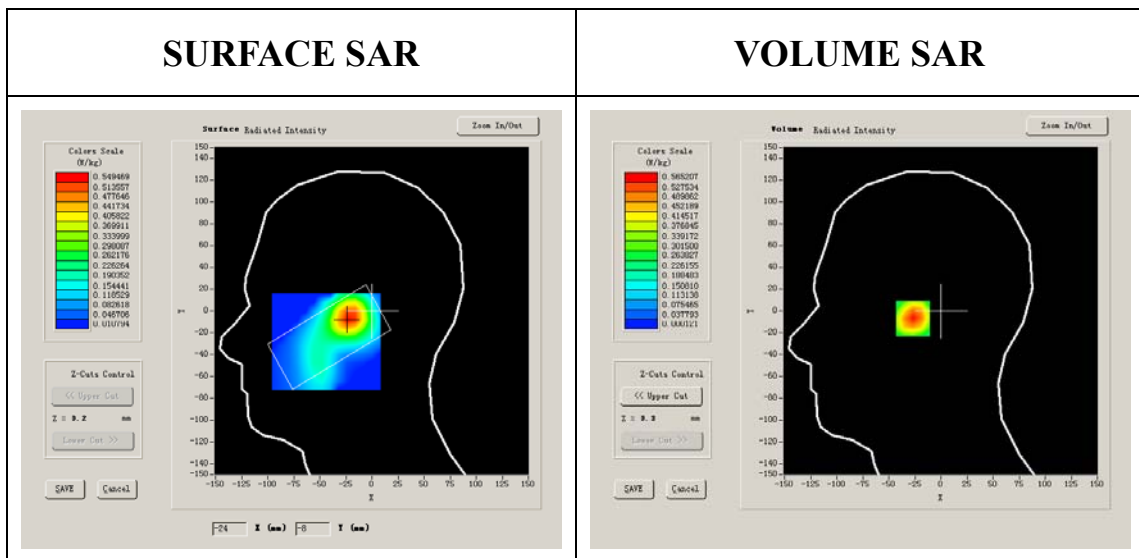 SURFACE SAR
VOLUME SAR
Surface Radiated Intensity
Zoom In/Out
Colors Scale
(W/kg)
0.549469
0.513557
0.477646
0.441734
0.405822
0.369911
0.333999
0.298087
0.262176
0.226264
0.190352
0.154441
0.118529
0.082618
0.046706
0.010794
150
140
120
100
80
60
40
20
0
-20
-40
-60
-80
-100
-120
-140
-150
Y
-150 -125 -100 -75 -50 -25 0 25 50 75 100 125 150
X
Z-Cuts Control
<< Upper Cut
Z = 3.2 mm
Lower Cut >>
SAVE Cancel
-24 X (mm) -8 Y (mm)
Volume Radiated Intensity
Zoom In/Out
Colors Scale
(W/kg)
0.565207
0.527534
0.489862
0.452189
0.414517
0.376845
0.339172
0.301500
0.263827
0.226155
0.188483
0.150810
0.113138
0.075465
0.037793
0.000121
150
140
120
100
80
60
40
20
0
-20
-40
-60
-80
-100
-120
-140
-150
Y
-150 -125 -100 -75 -50 -25 0 25 50 75 100 125 150
X
Z-Cuts Control
<< Upper Cut
Z = 3.3 mm
Lower Cut >>
SAVE Cancel